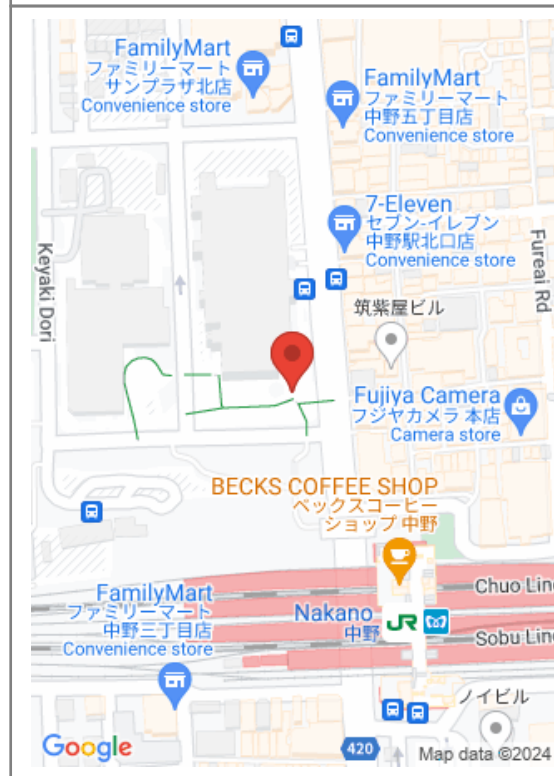 FamilyMart
ファミリーマート
サンプラザ北店
Convenience store
FamilyMart
ファミリーマート
中野五丁目店
Convenience store
7-Eleven
セブン-イレブン
中野駅北口店
Convenience store
Keyaki Dori
Fureai Rd
筑紫屋ビル
Fujiya Camera
フジヤカメラ 本店
Camera store
BECKS COFFEE SHOP
ベックスコーヒー
ショップ 中野
Chuo Line
FamilyMart
ファミリーマート
中野三丁目店
Convenience store
Nakano
中野
JR
Sobu Line
ノイビル
Google
420
Map data ©2024